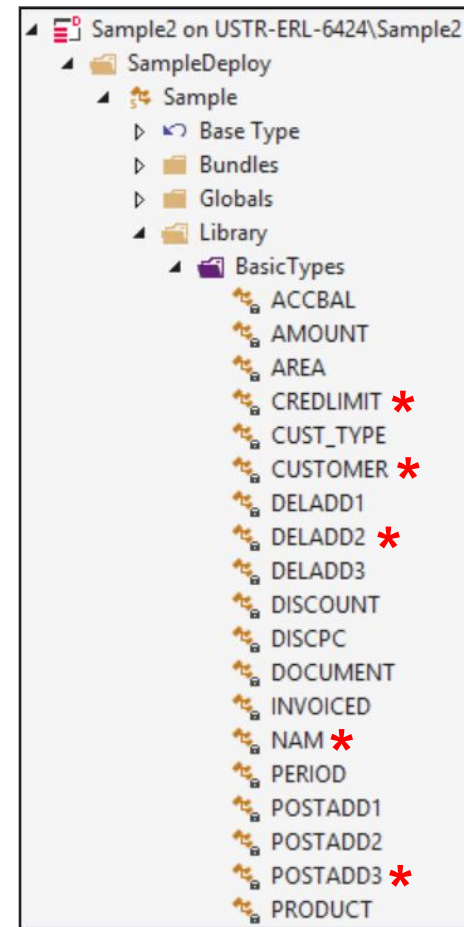 Sample2 on USTR-ERL-6424\Sample2
SampleDeploy
Sample
Base Type
Bundles
Globals
Library
BasicTypes
ACCBAL
AMOUNT
AREA
CREDLIMIT *
CUST_TYPE
CUSTOMER *
DELADD1
DELADD2 *
DELADD3
DISCOUNT
DISCPC
DOCUMENT
INVOICED
NAM *
PERIOD
POSTADD1
POSTADD2
POSTADD3 *
PRODUCT